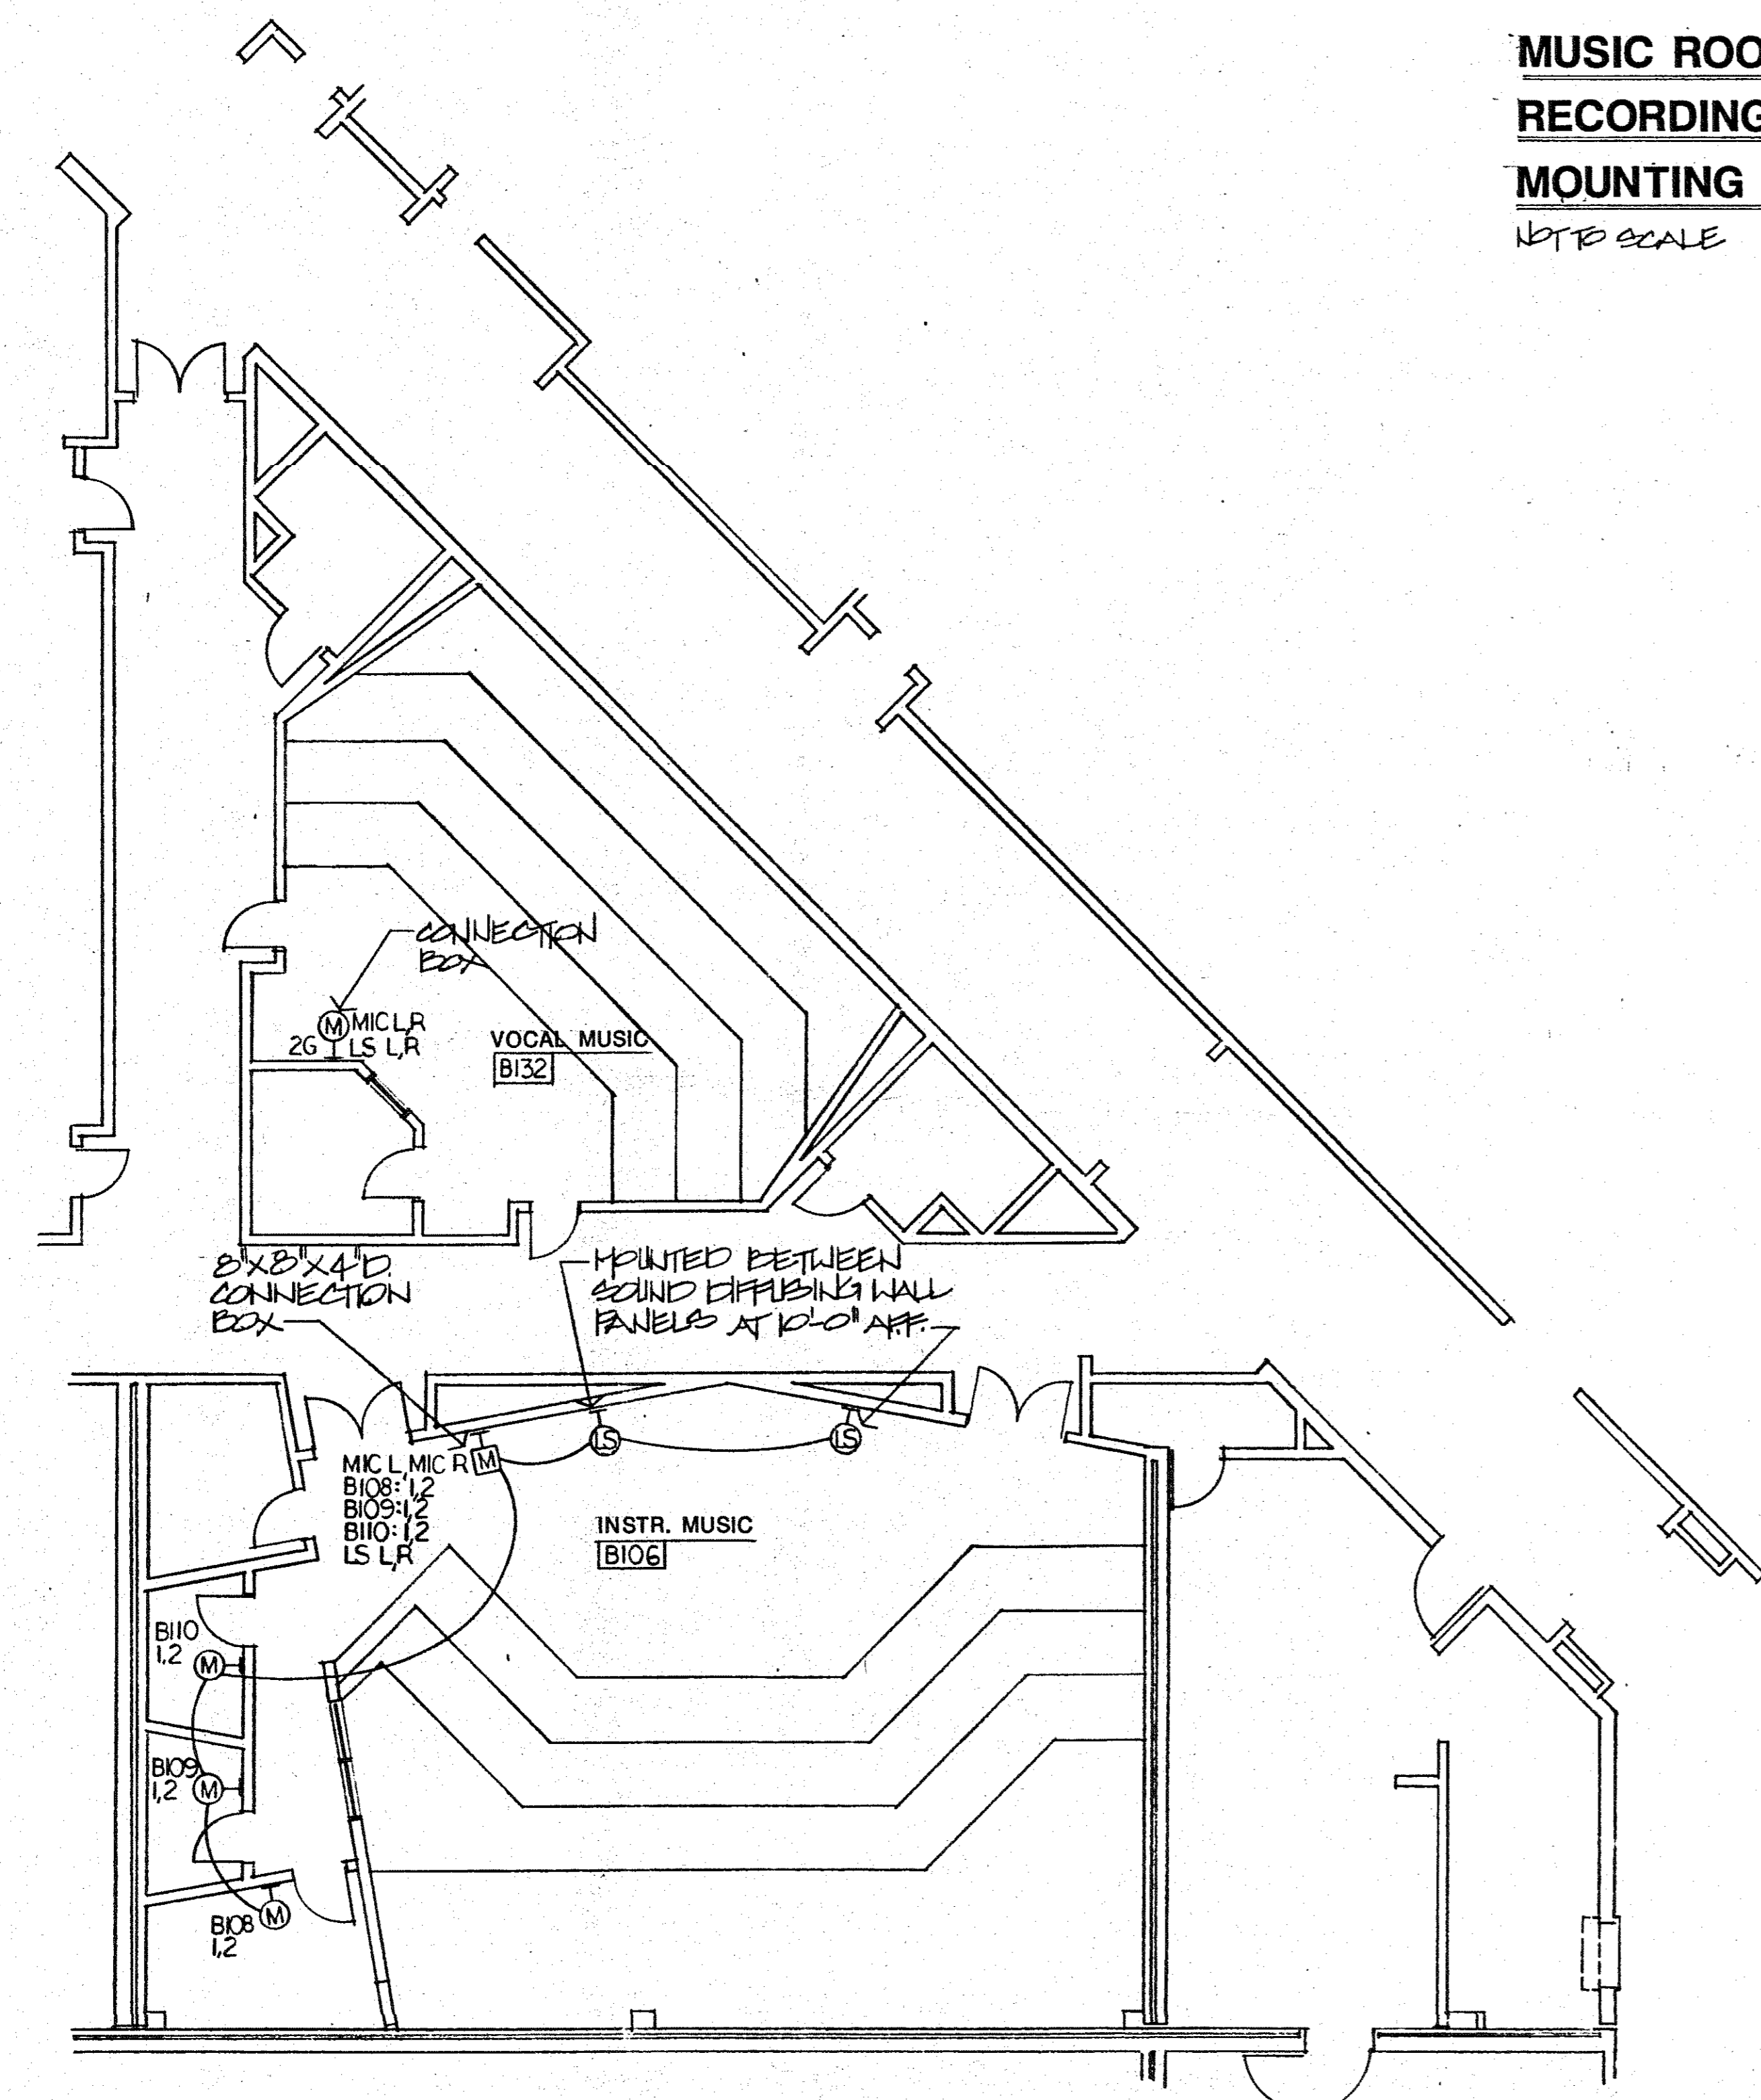 MUSIC ROO
RECORDING
MOUNTING
NOT TO SCALE
CONNECTION
BOX
M MIC L,R
2G LS L,R
VOCAL MUSIC
B132
8"X8"X4"D.
CONNECTION
BOX
MOUNTED BETWEEN
SOUND DIFFUSING WALL
PANELS AT 10'-0" A.F.F.
LS
LS
MIC L, MIC R M
B108: 1,2
B109: 1,2
B110: 1,2
LS L,R
INSTR. MUSIC
B106
B110
1,2
M
B109
1,2 M
B108 M
1,2